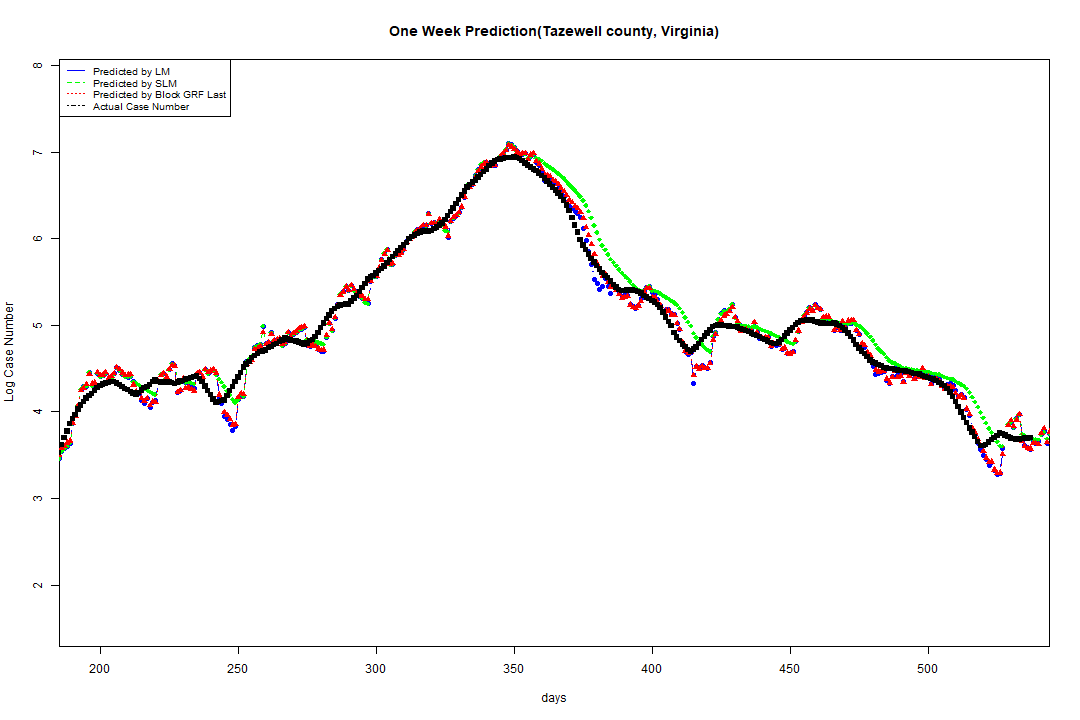 One Week Prediction(Tazewell county, Virginia)
Predicted by LM
Predicted by SLM
Predicted by Block GRF Last
Actual Case Number
8
7
6
5
4
3
2
Log Case Number
200 250 300 350 400 450 500
days